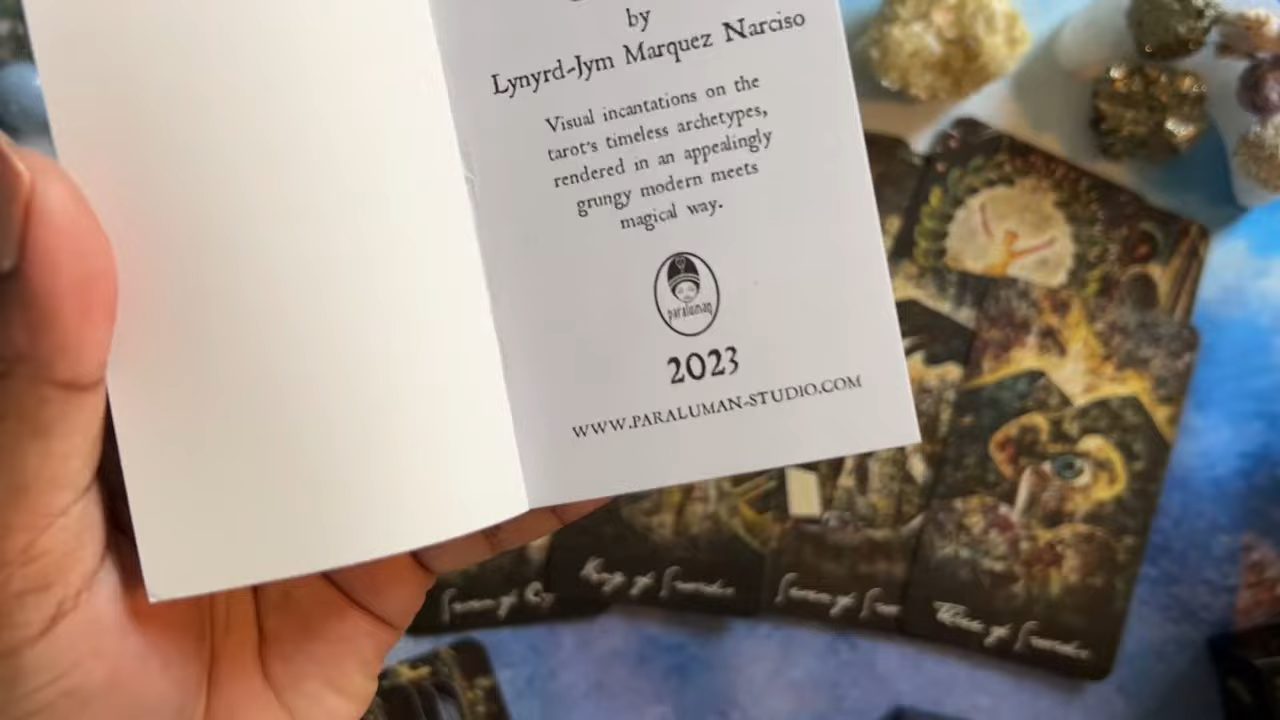 by
Lynyrd-Jym Marquez Narciso
Visual incantations on the
tarot's timeless archetypes,
rendered in an appealingly
grungy modern meets
magical way.
paraluman
2023
WWW.PARALUMAN-STUDIO.COM
King of Swords
of
of Swords